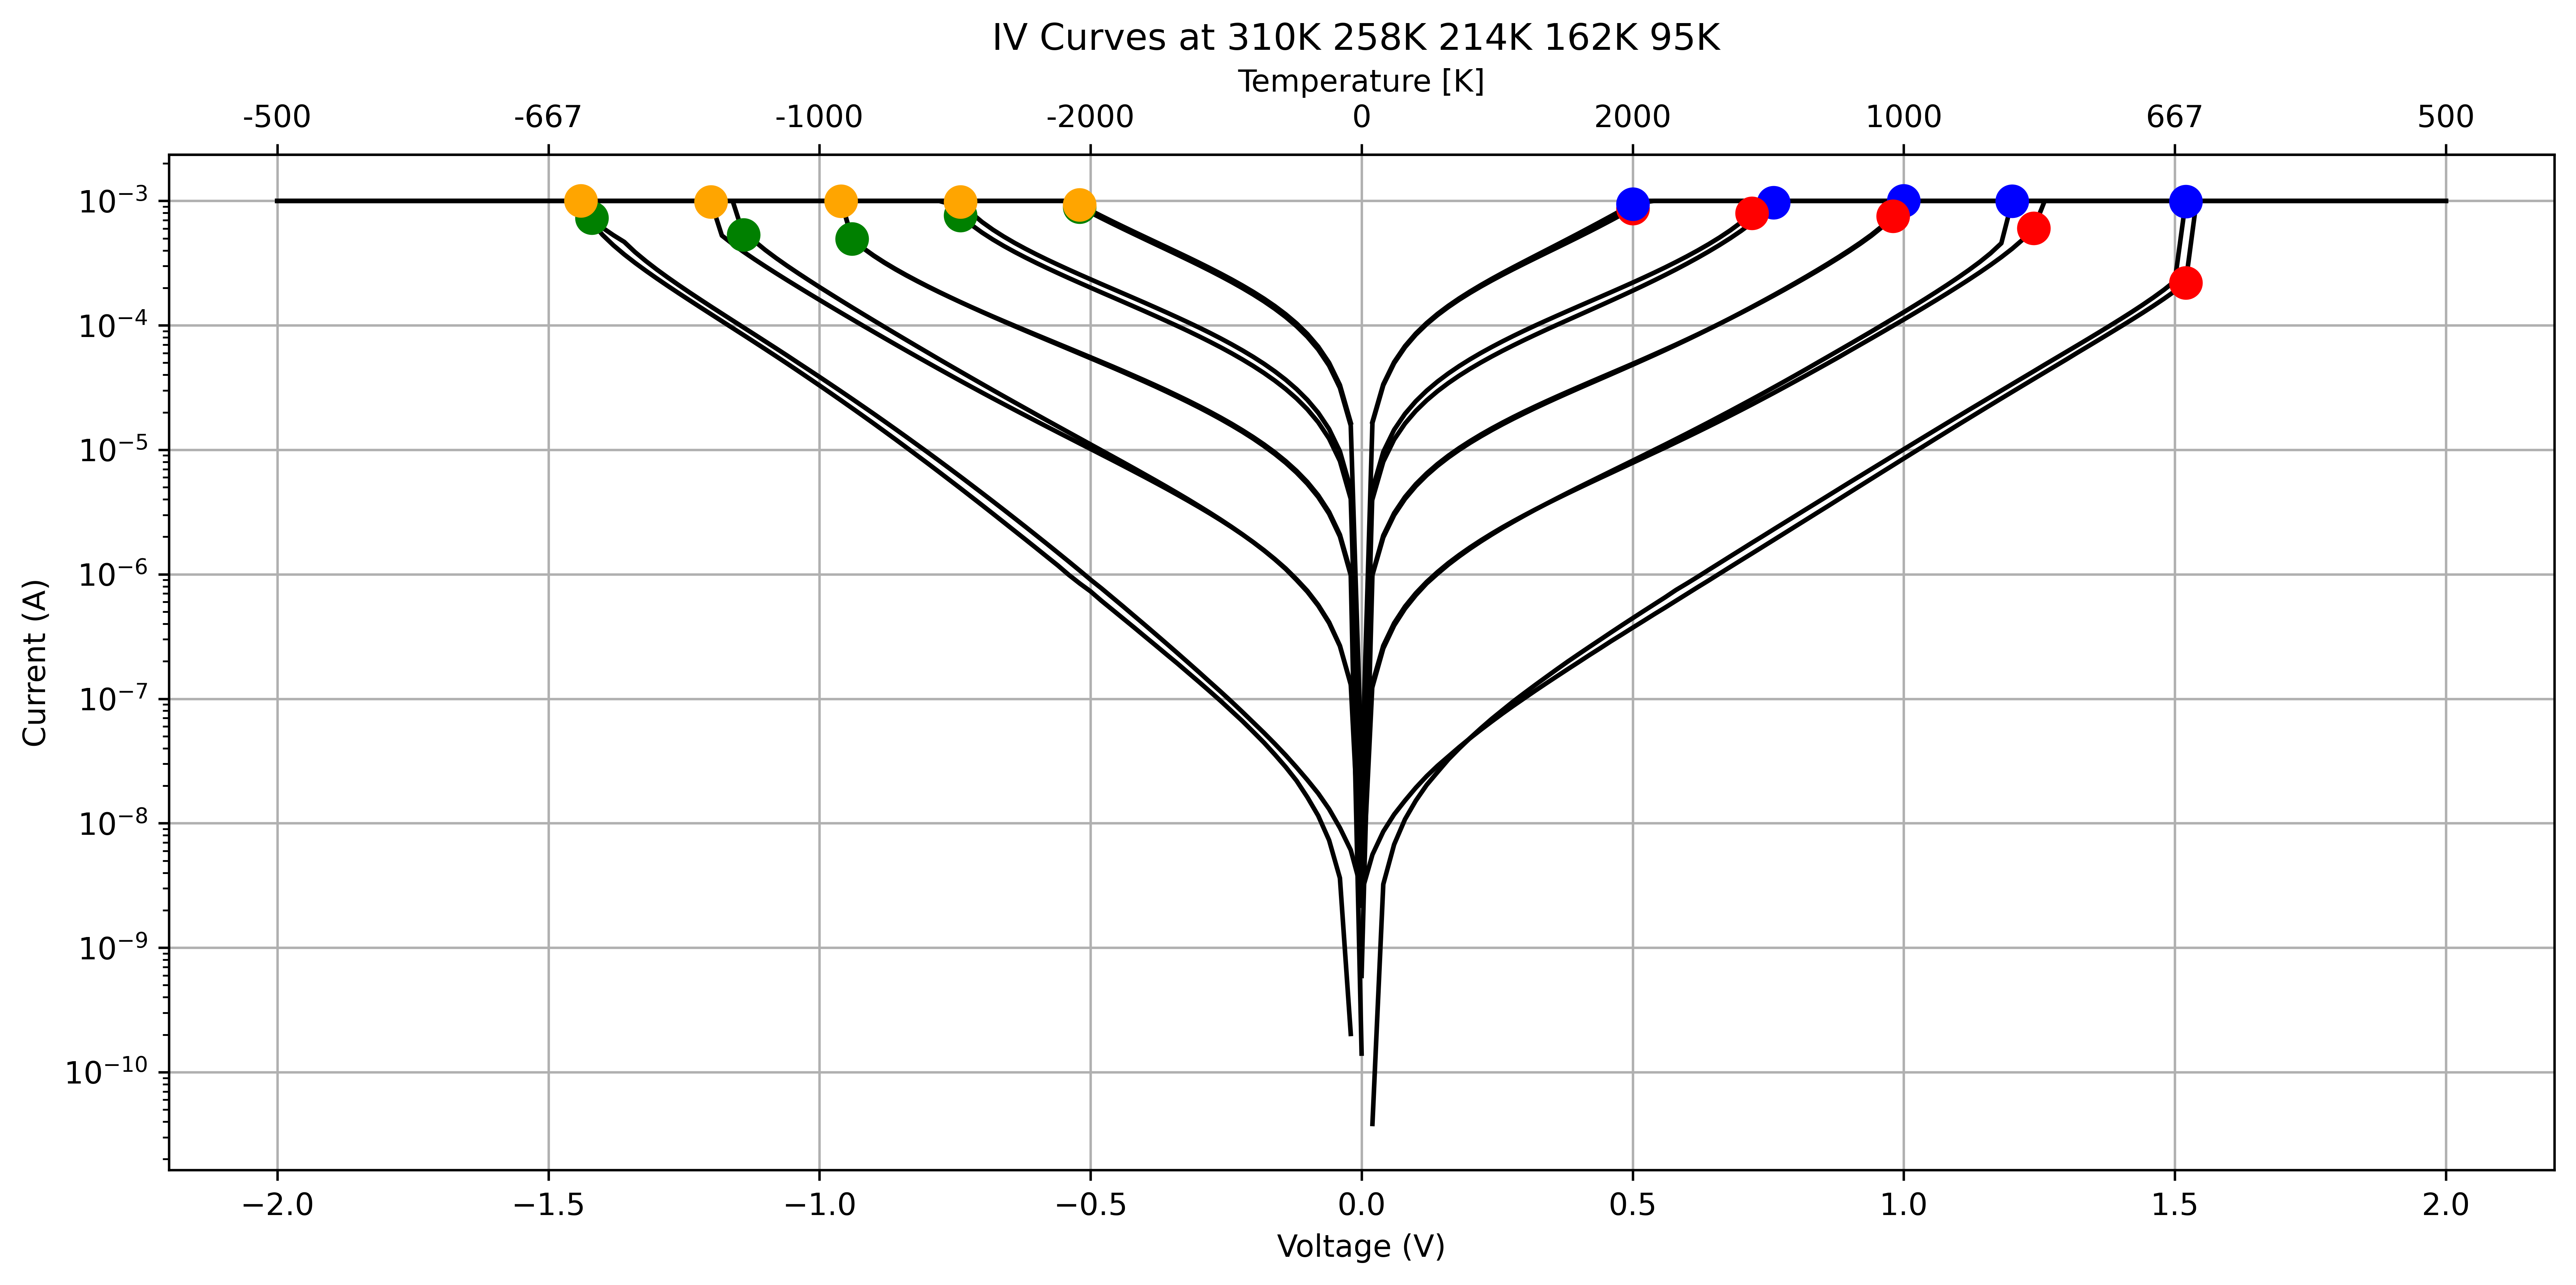 IV Curves at 310K 258K 214K 162K 95K
Temperature [K]
-500 -667 -1000 -2000 0 2000 1000 667 500
10⁻³
10⁻⁴
10⁻⁵
10⁻⁶
10⁻⁷
10⁻⁸
10⁻⁹
10⁻¹⁰
Current (A)
−2.0 −1.5 −1.0 −0.5 0.0 0.5 1.0 1.5 2.0
Voltage (V)